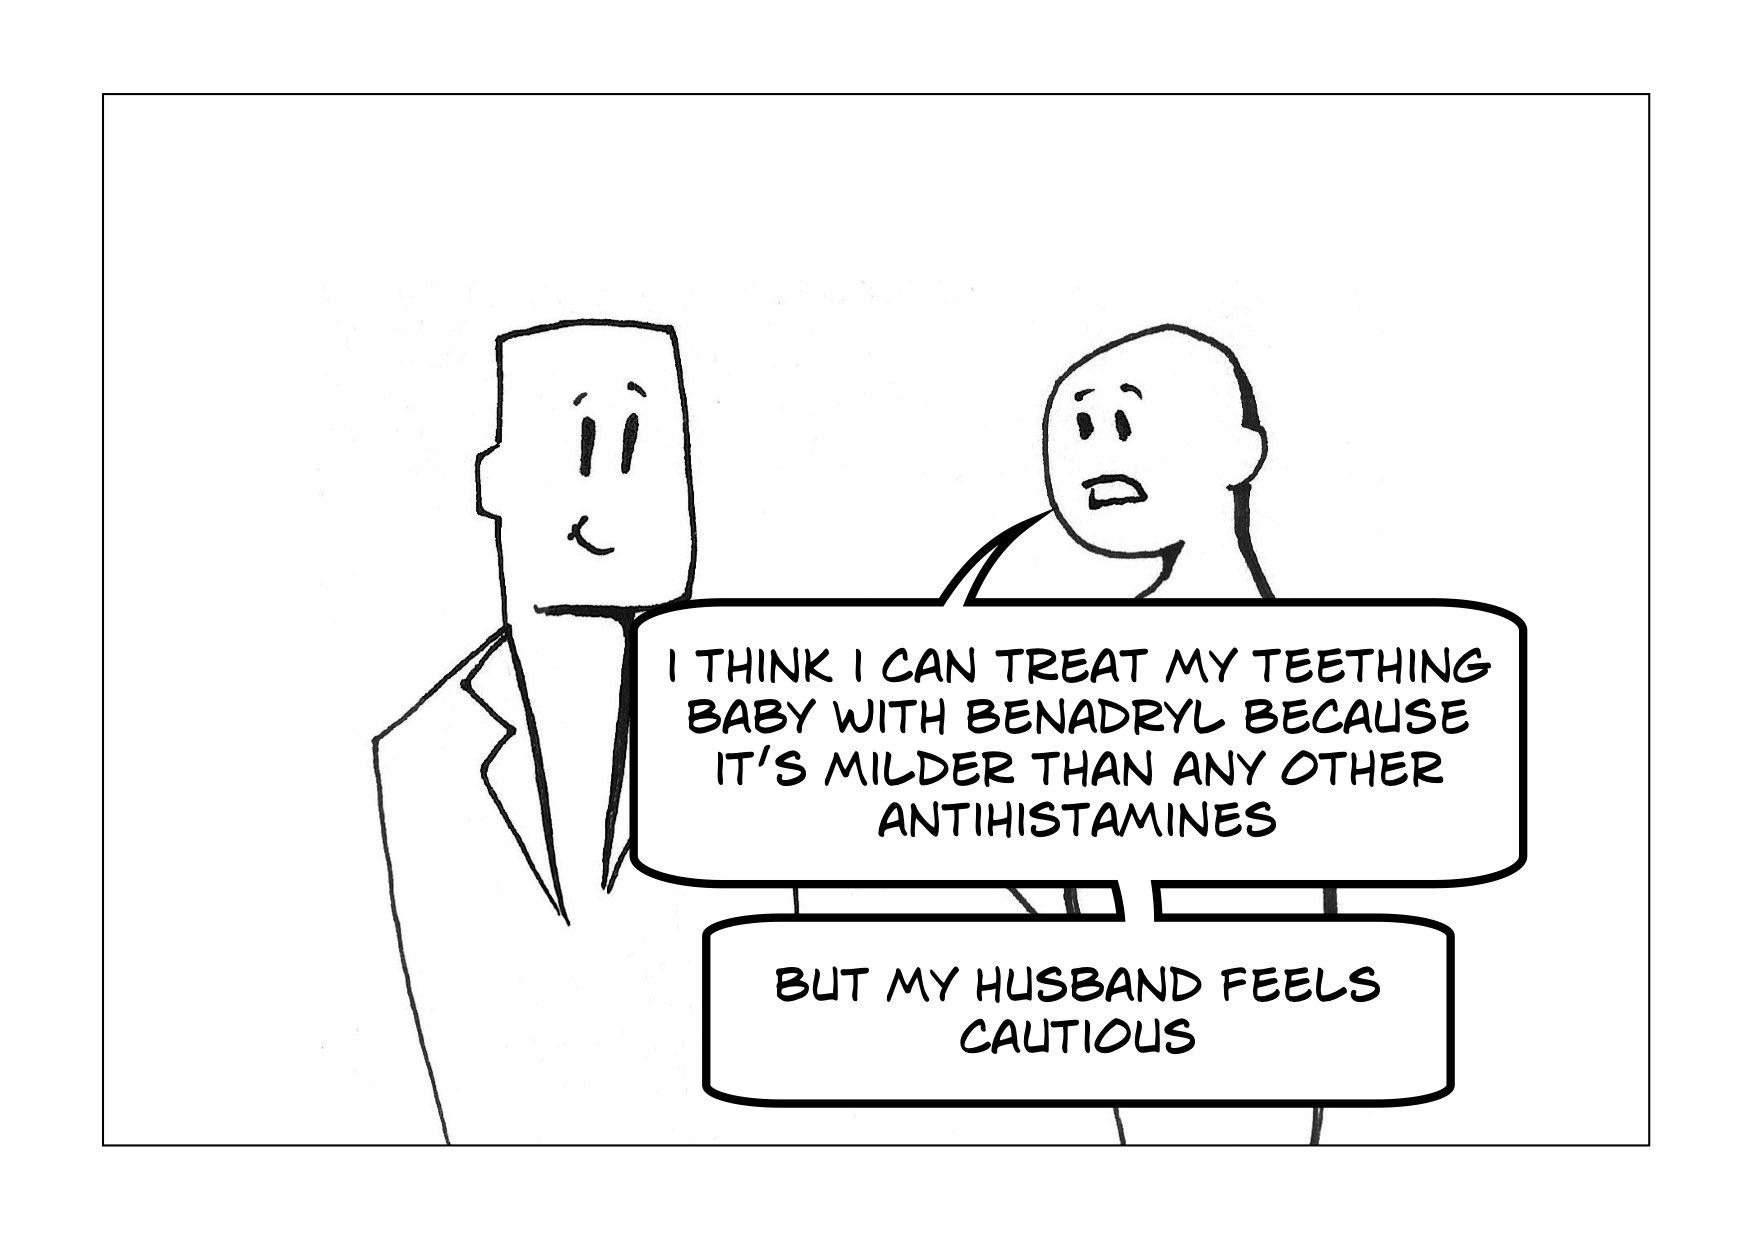 I THINK I CAN TREAT MY TEETHING
BABY WITH BENADRYL BECAUSE
IT'S MILDER THAN ANY OTHER
ANTIHISTAMINES
BUT MY HUSBAND FEELS
CAUTIOUS